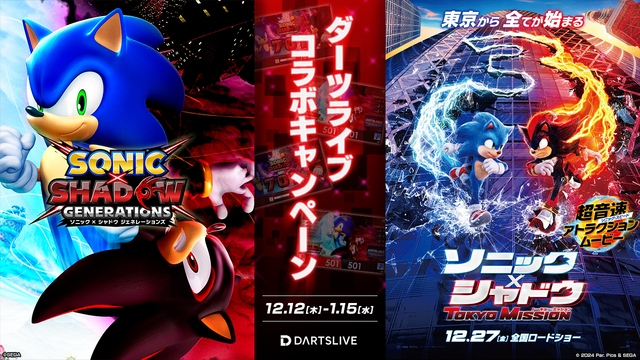 SONIC
×
SHADOW
GENERATIONS
ソニック × シャドウ ジェネレーションズ
©SEGA
ダーツライブ
コラボキャンペーン
501
501
12.12[木]-1.15[水]
DARTSLIVE
東京から 全てが始まる
超音速
アトラクション
ムービー
ソニック
×
シャドウ
TOKYO MISSION
12.27(金)全国ロードショー
© 2024 Par. Pics & SEGA